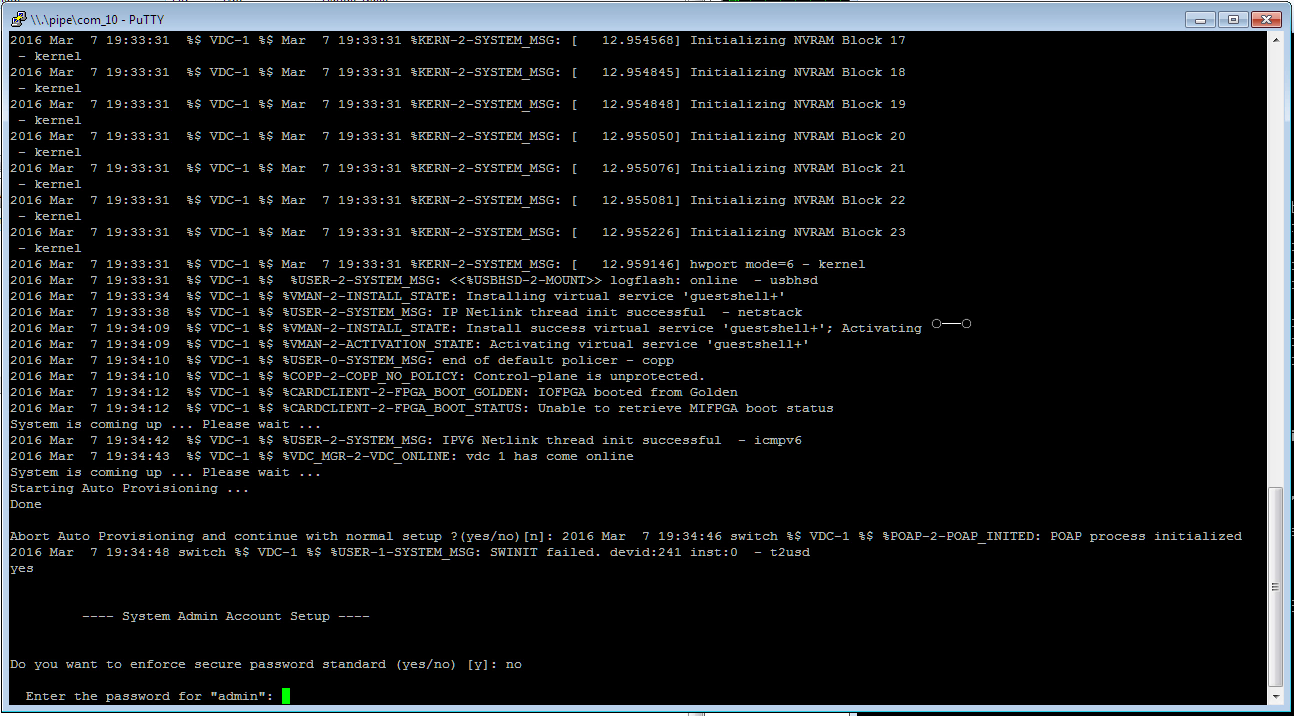 \\.\pipe\com_10 - PuTTY
2016 Mar  7 19:33:31  %$ VDC-1 %$ Mar  7 19:33:31 %KERN-2-SYSTEM_MSG: [   12.954568] Initializing NVRAM Block 17
 - kernel
2016 Mar  7 19:33:31  %$ VDC-1 %$ Mar  7 19:33:31 %KERN-2-SYSTEM_MSG: [   12.954845] Initializing NVRAM Block 18
 - kernel
2016 Mar  7 19:33:31  %$ VDC-1 %$ Mar  7 19:33:31 %KERN-2-SYSTEM_MSG: [   12.954848] Initializing NVRAM Block 19
 - kernel
2016 Mar  7 19:33:31  %$ VDC-1 %$ Mar  7 19:33:31 %KERN-2-SYSTEM_MSG: [   12.955050] Initializing NVRAM Block 20
 - kernel
2016 Mar  7 19:33:31  %$ VDC-1 %$ Mar  7 19:33:31 %KERN-2-SYSTEM_MSG: [   12.955076] Initializing NVRAM Block 21
 - kernel
2016 Mar  7 19:33:31  %$ VDC-1 %$ Mar  7 19:33:31 %KERN-2-SYSTEM_MSG: [   12.955081] Initializing NVRAM Block 22
 - kernel
2016 Mar  7 19:33:31  %$ VDC-1 %$ Mar  7 19:33:31 %KERN-2-SYSTEM_MSG: [   12.955226] Initializing NVRAM Block 23
 - kernel
2016 Mar  7 19:33:31  %$ VDC-1 %$ Mar  7 19:33:31 %KERN-2-SYSTEM_MSG: [   12.959146] hwport mode=6 - kernel
2016 Mar  7 19:33:31  %$ VDC-1 %$  %USER-2-SYSTEM_MSG: <<%USBHSD-2-MOUNT>> logflash: online  - usbhsd
2016 Mar  7 19:33:34  %$ VDC-1 %$ %VMAN-2-INSTALL_STATE: Installing virtual service 'guestshell+'
2016 Mar  7 19:33:38  %$ VDC-1 %$ %USER-2-SYSTEM_MSG: IP Netlink thread init successful  - netstack
2016 Mar  7 19:34:09  %$ VDC-1 %$ %VMAN-2-INSTALL_STATE: Install success virtual service 'guestshell+'; Activating
2016 Mar  7 19:34:09  %$ VDC-1 %$ %VMAN-2-ACTIVATION_STATE: Activating virtual service 'guestshell+'
2016 Mar  7 19:34:10  %$ VDC-1 %$ %USER-0-SYSTEM_MSG: end of default policer - copp
2016 Mar  7 19:34:10  %$ VDC-1 %$ %COPP-2-COPP_NO_POLICY: Control-plane is unprotected.
2016 Mar  7 19:34:12  %$ VDC-1 %$ %CARDCLIENT-2-FPGA_BOOT_GOLDEN: IOFPGA booted from Golden
2016 Mar  7 19:34:12  %$ VDC-1 %$ %CARDCLIENT-2-FPGA_BOOT_STATUS: Unable to retrieve MIFPGA boot status
System is coming up ... Please wait ...
2016 Mar  7 19:34:42  %$ VDC-1 %$ %USER-2-SYSTEM_MSG: IPV6 Netlink thread init successful  - icmpv6
2016 Mar  7 19:34:43  %$ VDC-1 %$ %VDC_MGR-2-VDC_ONLINE: vdc 1 has come online
System is coming up ... Please wait ...
Starting Auto Provisioning ...
Done
Abort Auto Provisioning and continue with normal setup ?(yes/no)[n]: 2016 Mar  7 19:34:46 switch %$ VDC-1 %$ %POAP-2-POAP_INITED: POAP process initialized
2016 Mar  7 19:34:48 switch %$ VDC-1 %$ %USER-1-SYSTEM_MSG: SWINIT failed. devid:241 inst:0  - t2usd
yes
---- System Admin Account Setup ----
Do you want to enforce secure password standard (yes/no) [y]: no
Enter the password for "admin":